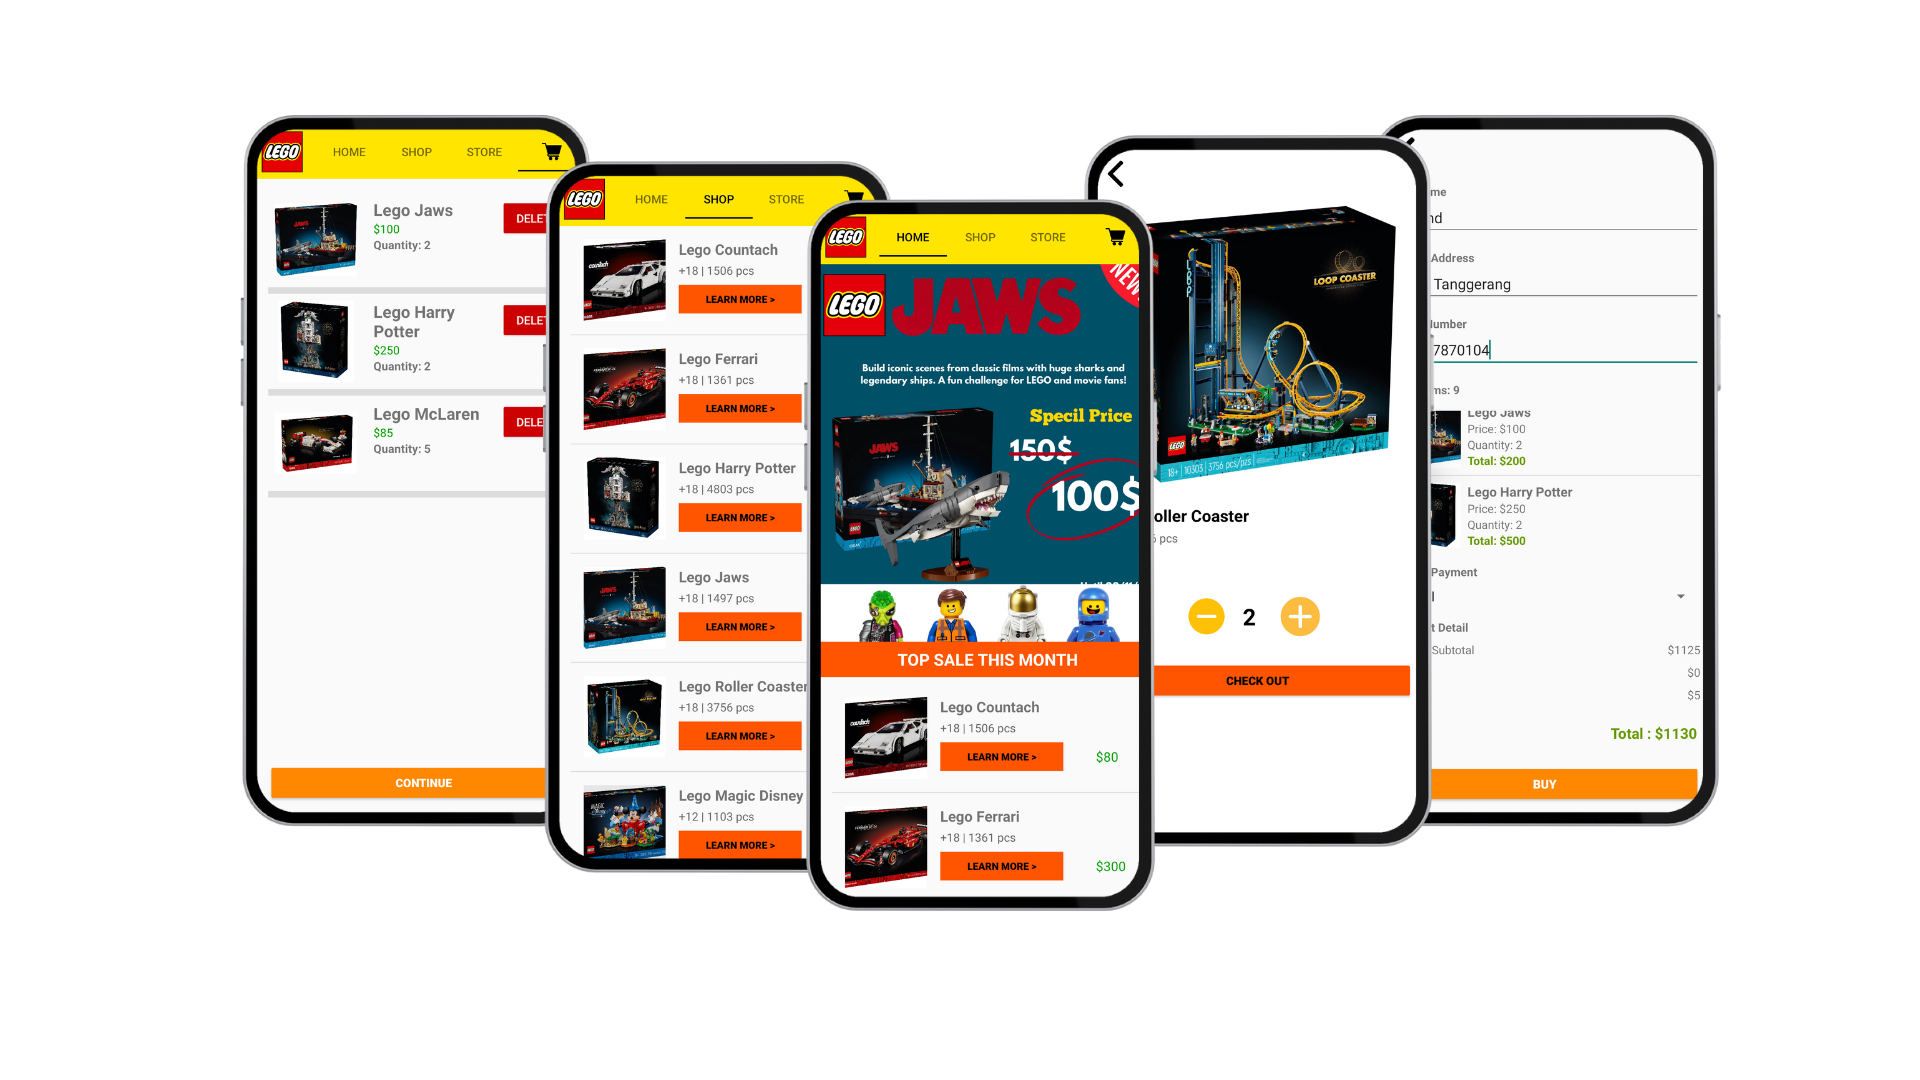 LEGO
HOME
SHOP
STORE
Lego Jaws
$100
Quantity: 2
DELET
Lego Harry
Potter
$250
Quantity: 2
DELET
Lego McLaren
$85
Quantity: 5
DELE
CONTINUE
LEGO
HOME
SHOP
STORE
Lego Countach
+18 | 1506 pcs
LEARN MORE >
Lego Ferrari
+18 | 1361 pcs
LEARN MORE >
Lego Harry Potter
+18 | 4803 pcs
LEARN MORE >
Lego Jaws
+18 | 1497 pcs
LEARN MORE >
Lego Roller Coaster
+18 | 3756 pcs
LEARN MORE >
Lego Magic Disney
+12 | 1103 pcs
LEARN MORE >
LEGO
HOME
SHOP
STORE
NEW
LEGO JAWS
Build iconic scenes from classic films with huge sharks and
legendary ships. A fun challenge for LEGO and movie fans!
Specil Price
150$
100$
JAWS
TOP SALE THIS MONTH
Lego Countach
+18 | 1506 pcs
LEARN MORE >
$80
Lego Ferrari
+18 | 1361 pcs
LEARN MORE >
$300
LOOP COASTER
LEGO
18+ | 10303 | 3756 pcs/pzs
oller Coaster
6 pcs
2
CHECK OUT
me
nd
Address
Tanggerang
Number
7870104
ms: 9
Lego Jaws
Price: $100
Quantity: 2
Total: $200
Lego Harry Potter
Price: $250
Quantity: 2
Total: $500
Payment
l
t Detail
Subtotal
$1125
$0
$5
Total : $1130
BUY